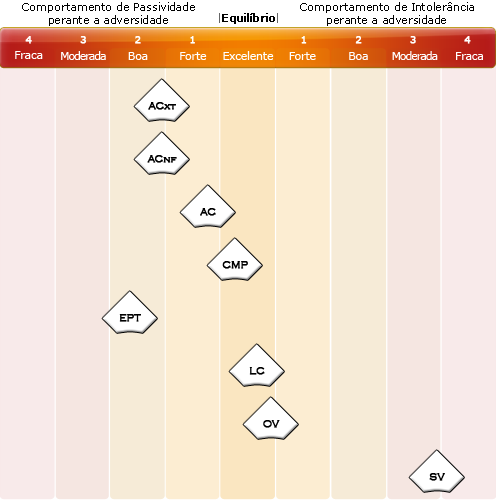 Comportamento de Passividade
perante a adversidade
|Equilíbrio|
Comportamento de Intolerância
perante a adversidade
4 3 2 1 1 2 3 4
Fraca Moderada Boa Forte Excelente Forte Boa Moderada Fraca
ACXT
ACNF
AC
CMP
EPT
LC
OV
SV